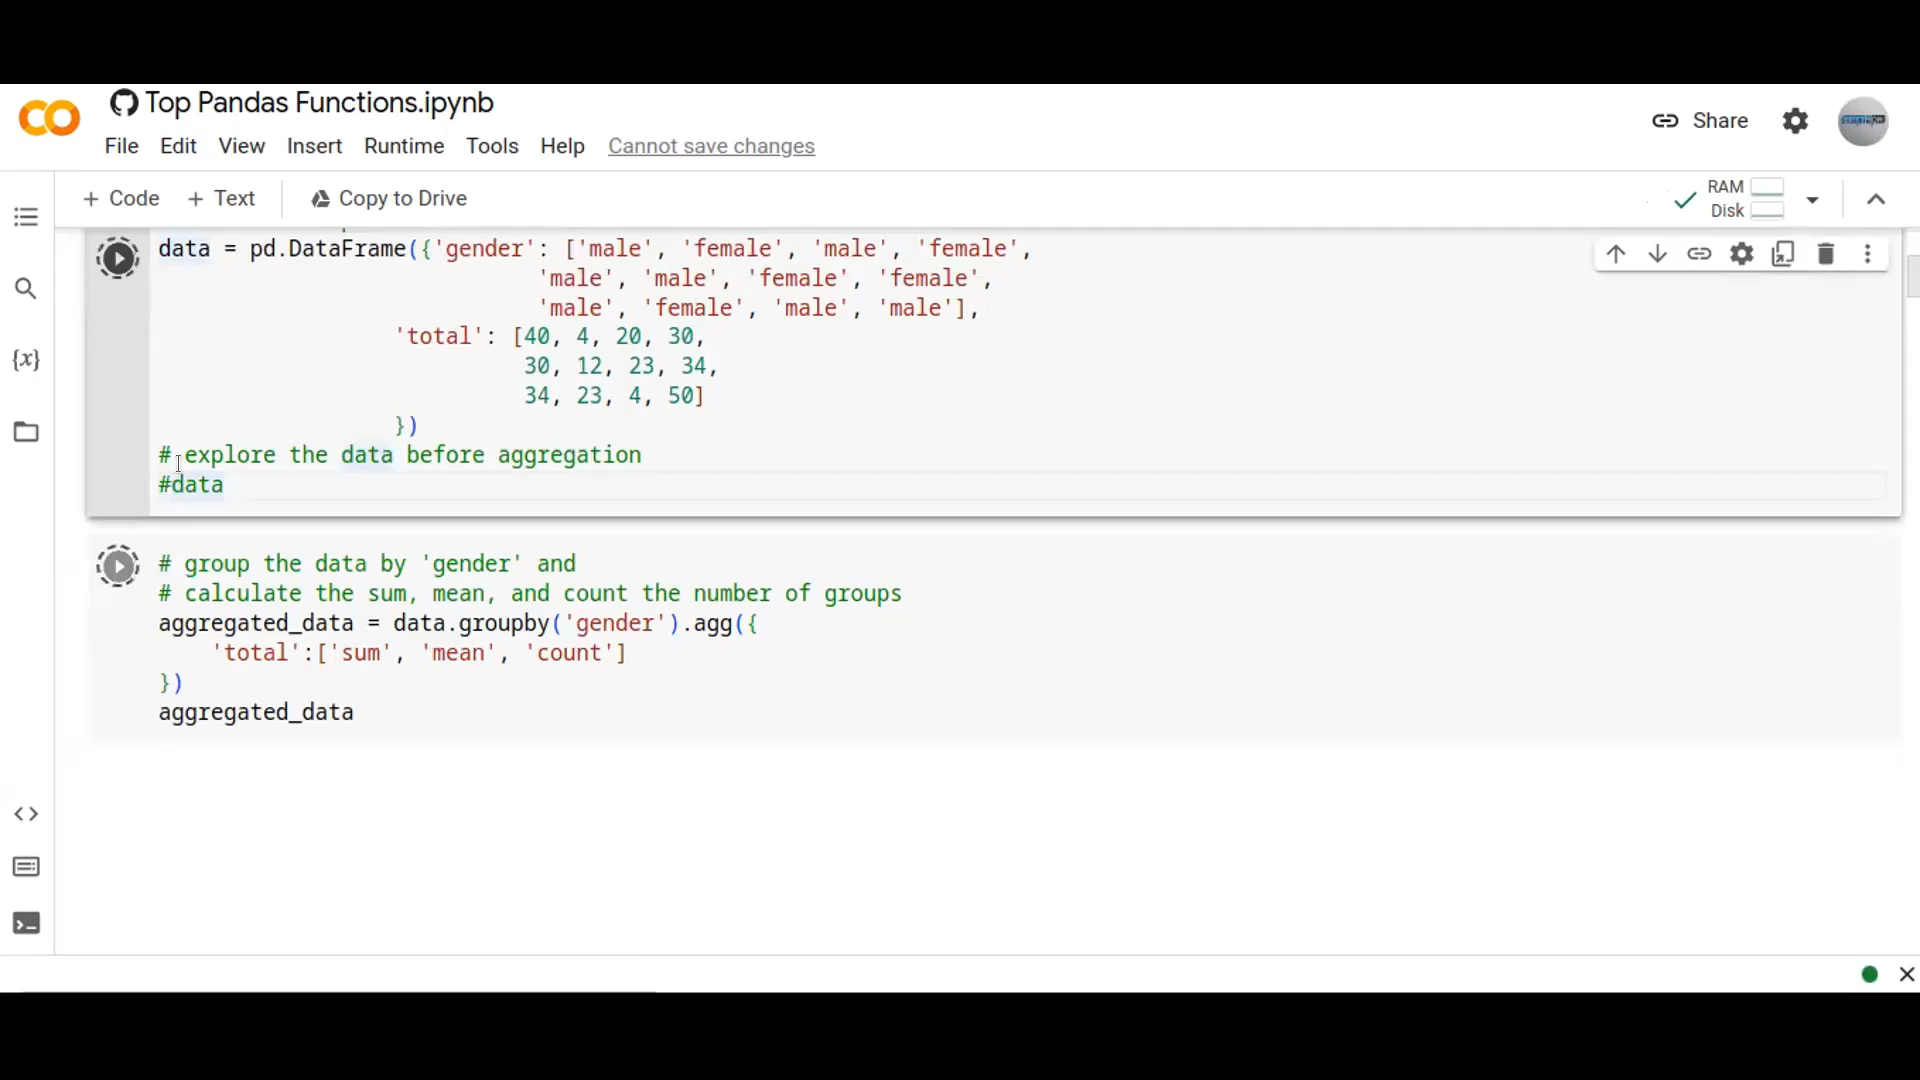 Top Pandas Functions.ipynb
File Edit View Insert Runtime Tools Help Cannot save changes
Share
+ Code + Text Copy to Drive
RAM
Disk
data = pd.DataFrame({'gender': ['male', 'female', 'male', 'female',
'male', 'male', 'female', 'female',
'male', 'female', 'male', 'male'],
'total': [40, 4, 20, 30,
30, 12, 23, 34,
34, 23, 4, 50]
})
# explore the data before aggregation
#data
# group the data by 'gender' and
# calculate the sum, mean, and count the number of groups
aggregated_data = data.groupby('gender').agg({
'total':['sum', 'mean', 'count']
})
aggregated_data